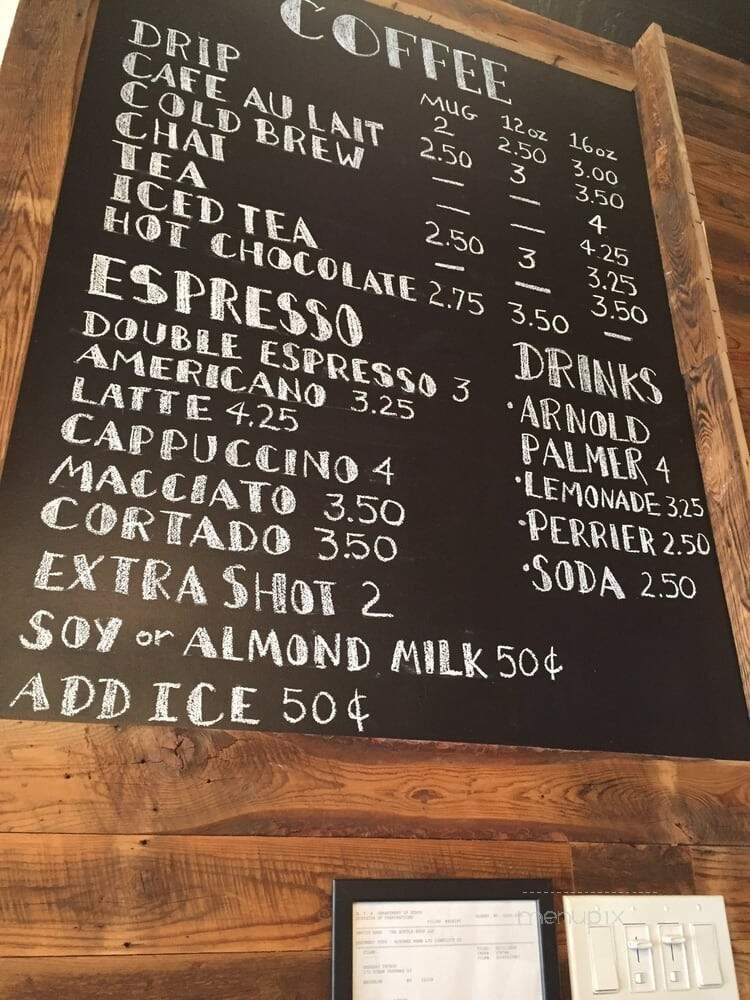 COFFEE
MUG 12oz 16oz
DRIP 2 2.50 3.00
CAFE AU LAIT 2.50 3 3.50
COLD BREW — — 4
CHAI — — 4.25
TEA 2.50 3 3.25
ICED TEA — — 3.50
HOT CHOCOLATE 2.75 3.50 —
ESPRESSO
DOUBLE ESPRESSO 3
AMERICANO 3.25
LATTE 4.25
CAPPUCCINO 4
MACCIATO 3.50
CORTADO 3.50
EXTRA SHOT 2
SOY or ALMOND MILK 50¢
ADD ICE 50¢
DRINKS
·ARNOLD
PALMER 4
·LEMONADE 3.25
·PERRIER 2.50
·SODA 2.50
menupix